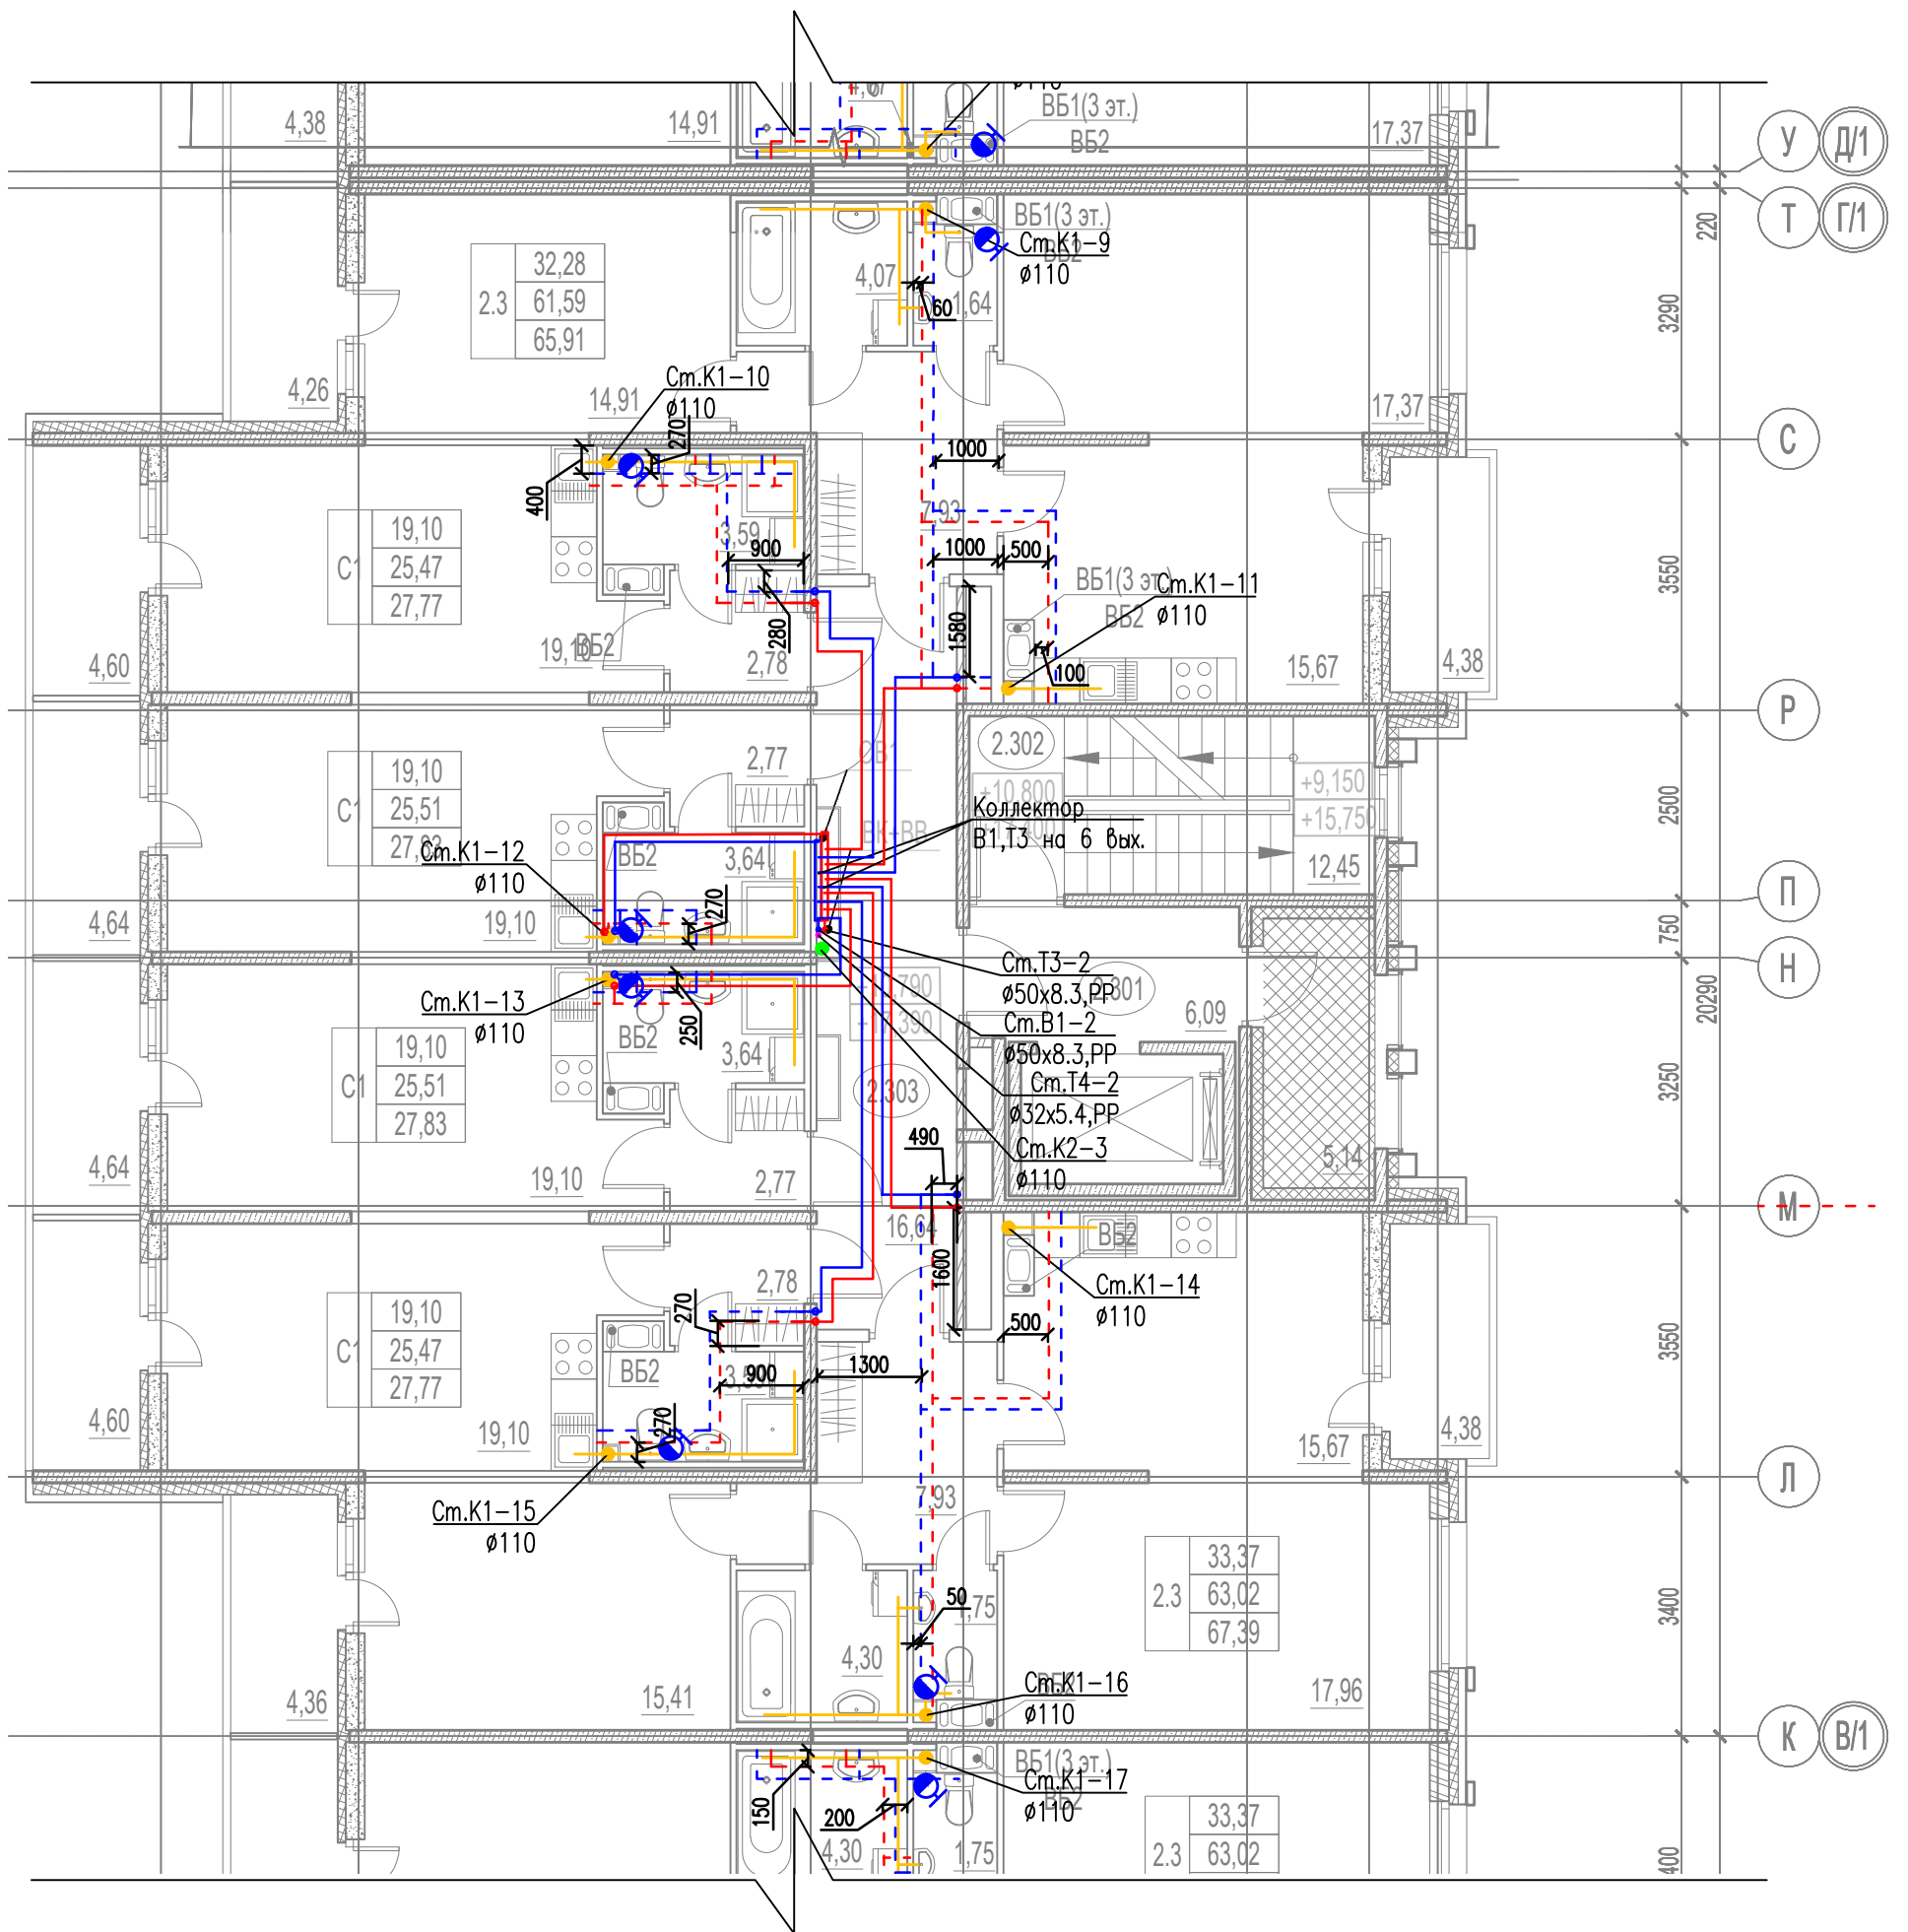 4,38
14,91
ВБ1(3 эт.)
ВБ2
17,37
У
Д/1
Т
Г/1
220
ВБ1(3 эт.)
Ст.К1-9
ø110
32,28
2.3
61,59
65,91
4,07
60
1,64
3290
4,26
Ст.К1-10
ø110
14,91
270
17,37
С
1000
400
7,93
19,10
С1
25,47
27,77
3,59
900
1000
500
ВБ1(3 эт.)
Ст.К1-11
ВБ2
ø110
3550
280
1580
ВБ2
19,10
4,60
2,78
100
15,67
4,38
Р
2.302
2,77
19,10
С1
25,51
27,83
+10,800
+9,150
+15,750
2500
Коллектор
В1,Т3 на 6 вых.
Ст.К1-12
ø110
ВБ2
3,64
12,45
П
4,64
19,10
270
750
Н
Ст.Т3-2
ø50х8.3,РР
2.301
Ст.К1-13
ø110
250
6,09
20290
Ст.В1-2
ø50х8.3,РР
ВБ2
3,64
19,10
С1
25,51
27,83
2.303
Ст.Т4-2
ø32х5.4,РР
3250
490
Ст.К2-3
ø110
5,14
4,64
19,10
2,77
М
16,64
ВБ2
1600
2,78
Ст.К1-14
ø110
19,10
С1
25,47
27,77
270
500
3550
ВБ2
900
1300
4,60
19,10
270
15,67
4,38
Л
Ст.К1-15
ø110
7,93
33,37
2.3
63,02
67,39
50
1,75
3400
4,30
4,36
15,41
Ст.К1-16
ø110
17,96
К
В/1
ВБ1(3 эт.)
Ст.К1-17
ø110
150
200
33,37
2.3
63,02
4,30
1,75
400